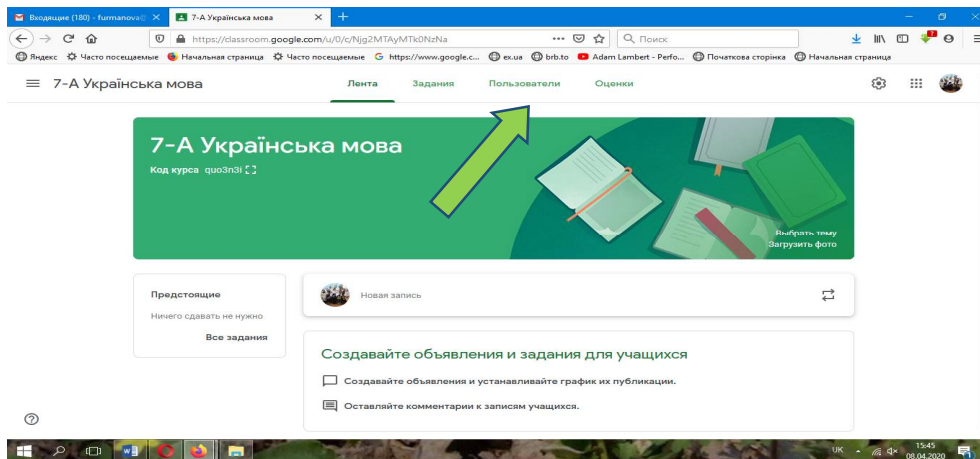 Входящие (180) - furmanova@
7-А Українська мова
https://classroom.google.com/u/0/c/Njg2MTAyMTk0NzNa
Поиск
Яндекс Часто посещаемые Начальная страница Часто посещаемые https://www.google.c... ex.ua brb.to Adam Lambert - Perfo... Початкова сторінка Начальная страница
7-А Українська мова
Лента Задания Пользователи Оценки
7-А Українська мова
Код курса quo3n3i
Выбрать тему
Загрузить фото
Предстоящие
Ничего сдавать не нужно
Все задания
Новая запись
Создавайте объявления и задания для учащихся
Создавайте объявления и устанавливайте график их публикации.
Оставляйте комментарии к записям учащихся.
UK
15:45
08.04.2020